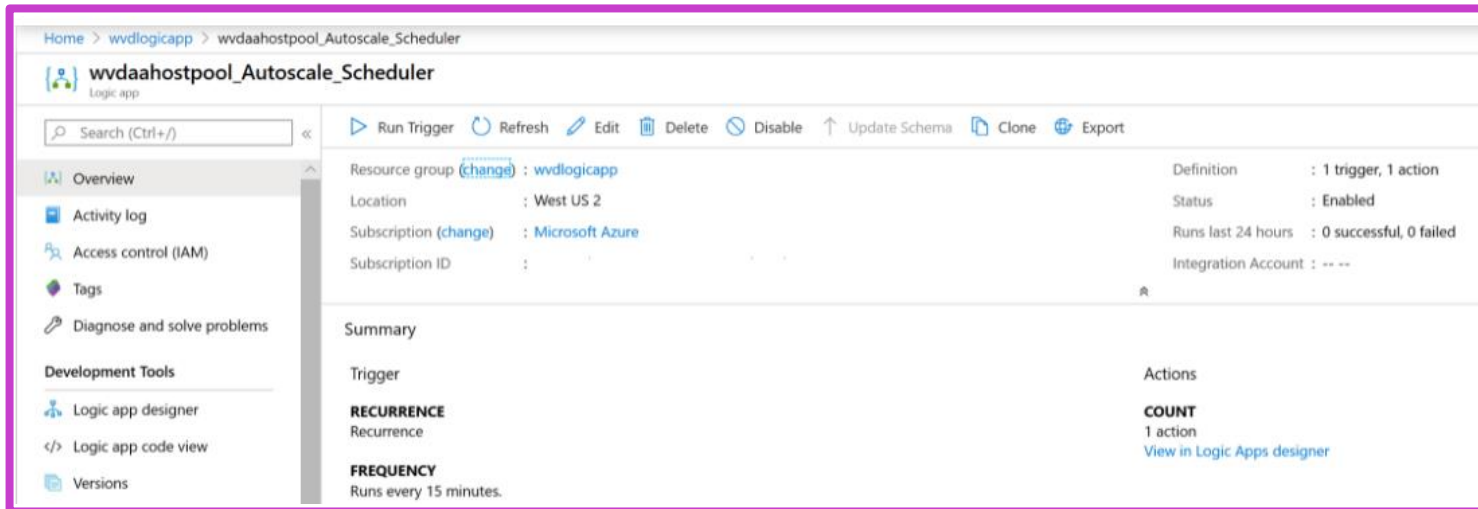 Home > wvdlogicapp > wvdaahostpool_Autoscale_Scheduler
wvdaahostpool_Autoscale_Scheduler
Logic app
Search (Ctrl+/)
«
Run Trigger Refresh Edit Delete Disable Update Schema Clone Export
Overview
Activity log
Access control (IAM)
Tags
Diagnose and solve problems
Development Tools
Logic app designer
Logic app code view
Versions
Resource group (change) : wvdlogicapp
Location : West US 2
Subscription (change) : Microsoft Azure
Subscription ID :
Definition : 1 trigger, 1 action
Status : Enabled
Runs last 24 hours : 0 successful, 0 failed
Integration Account : -- --
Summary
Trigger
RECURRENCE
Recurrence
FREQUENCY
Runs every 15 minutes.
Actions
COUNT
1 action
View in Logic Apps designer